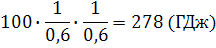 100 · 1/0,6 · 1/0,6 = 278 (ГДж)